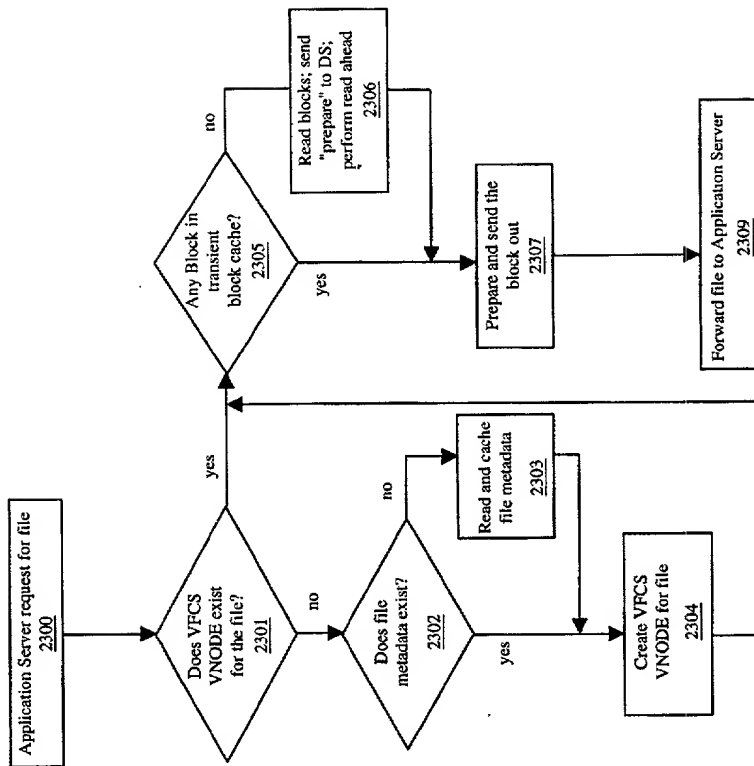 Application Server request for file
2300
Does VFCS
VNODE exist
for the file?
2301
yes
no
Does file
metadata exist?
2302
no
yes
Read and cache
file metadata
2303
Create VFCS
VNODE for file
2304
Any Block in
transient
block cache?
2305
no
yes
Read blocks; send
"prepare" to DS;
perform read ahead
2306
Prepare and send the
block out
2307
Forward file to Application Server
2309